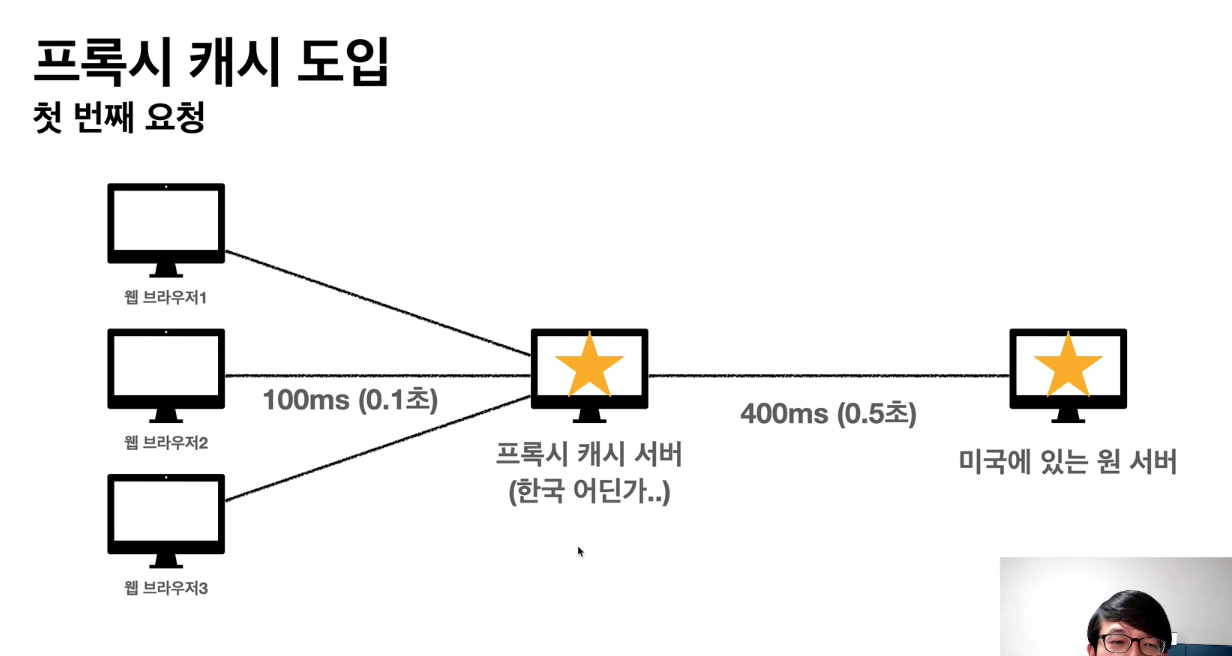 프록시 캐시 도입
첫 번째 요청
웹 브라우저1
웹 브라우저2
100ms (0.1초)
400ms (0.5초)
프록시 캐시 서버
(한국 어딘가..)
미국에 있는 원 서버
웹 브라우저3